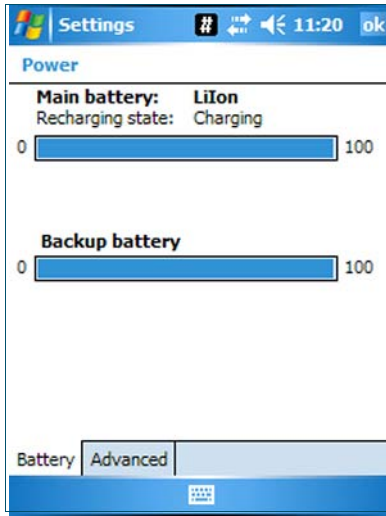 Settings # 11:20 ok
Power
Main battery: LiIon
Recharging state: Charging
0 100
Backup battery
0 100
Battery Advanced